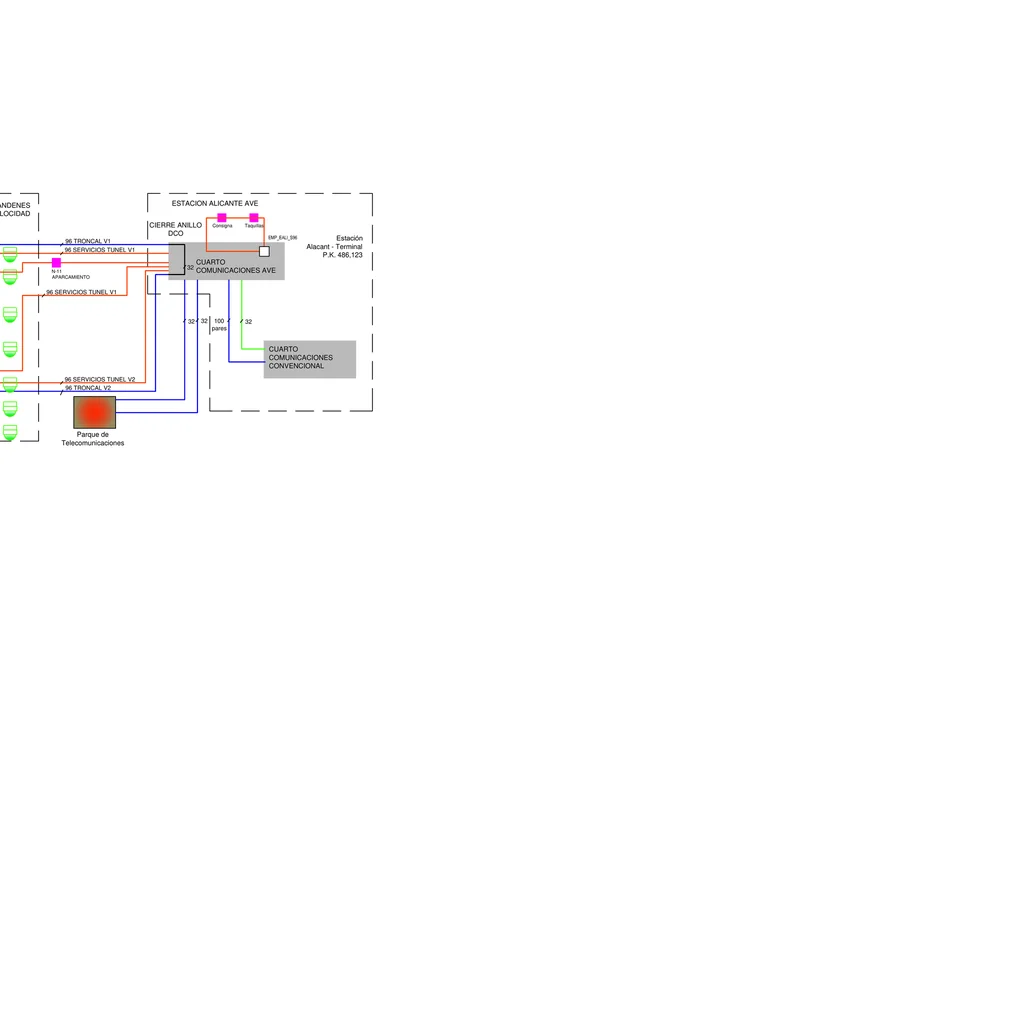 ANDENES
LOCIDAD
ESTACION ALICANTE AVE
Consigna
Taquillas
CIERRE ANILLO
DCO
EMP_EALI_S96
Estación
Alacant - Terminal
P.K. 486,123
96 TRONCAL V1
96 SERVICIOS TUNEL V1
N-11
APARCAMIENTO
32
CUARTO
COMUNICACIONES AVE
96 SERVICIOS TUNEL V1
32
32
100
pares
32
CUARTO
COMUNICACIONES
CONVENCIONAL
96 SERVICIOS TUNEL V2
96 TRONCAL V2
Parque de
Telecomunicaciones